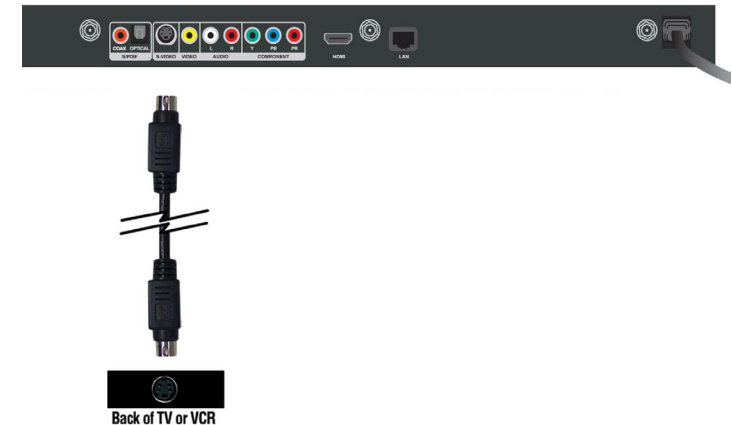 COAX OPTICAL L R Y PB PR
S/PDIF S-VIDEO VIDEO AUDIO COMPONENT HDMI LAN
Back of TV or VCR